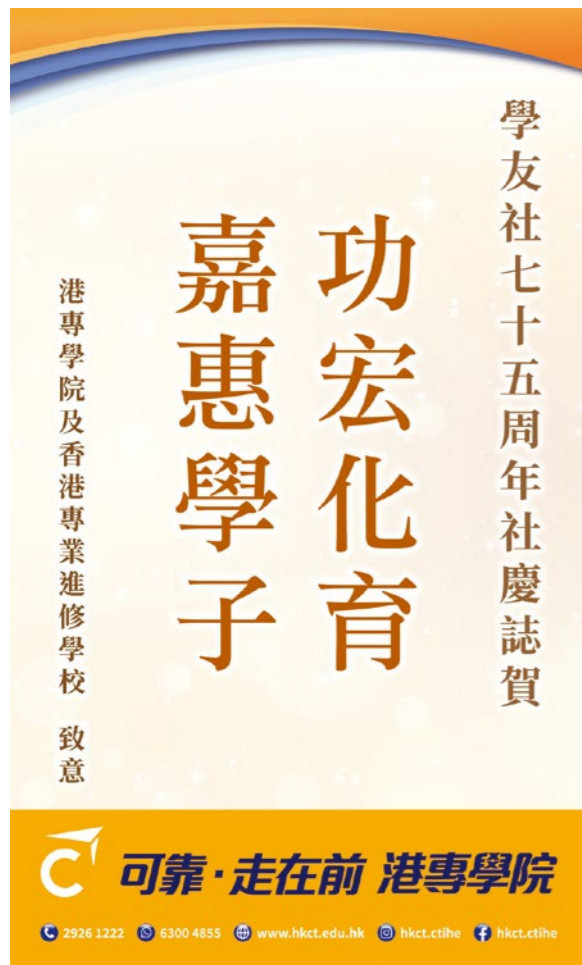 學友社七十五周年社慶誌賀
功宏化育
嘉惠學子
港專學院及香港專業進修學校 致意
可靠·走在前 港專學院
2926 1222 6300 4855 www.hkct.edu.hk hkct.ctihe hkct.ctihe